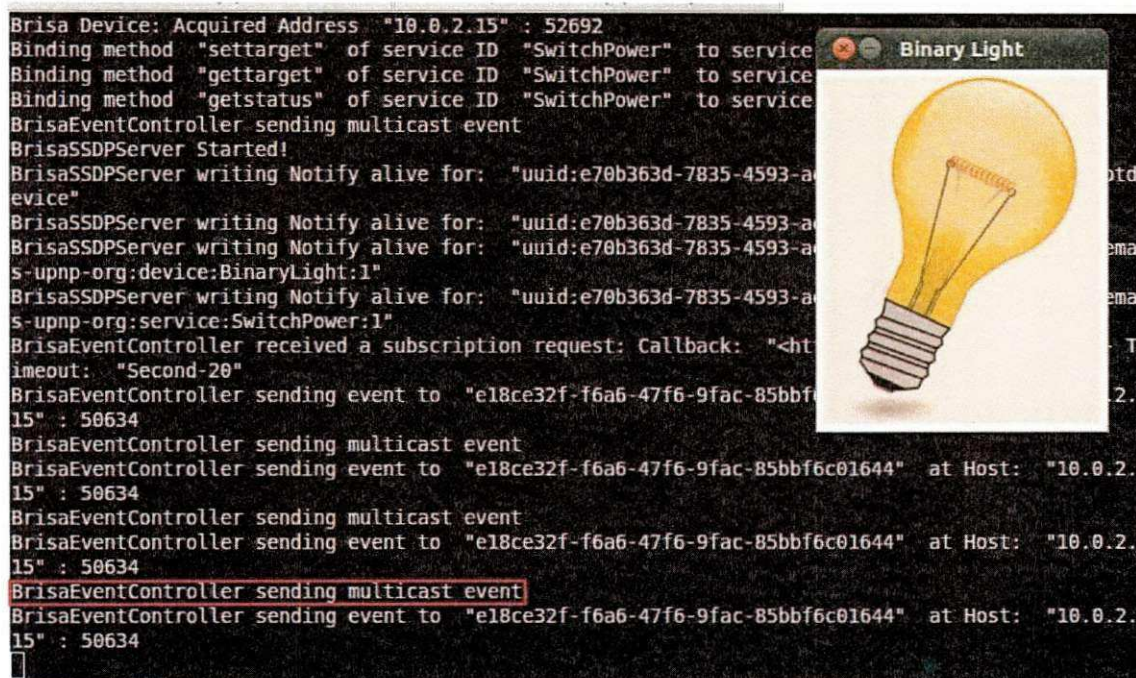 Brisa Device: Acquired Address "10.0.2.15" : 52692
Binding method "settarget" of service ID "SwitchPower" to service
Binding method "gettarget" of service ID "SwitchPower" to service
Binding method "getstatus" of service ID "SwitchPower" to service
BrisaEventController sending multicast event
BrisaSSDPServer Started!
BrisaSSDPServer writing Notify alive for: "uuid:e70b363d-7835-4593-a otd
evice"
BrisaSSDPServer writing Notify alive for: "uuid:e70b363d-7835-4593-a
BrisaSSDPServer writing Notify alive for: "uuid:e70b363d-7835-4593-a ema
s-upnp-org:device:BinaryLight:1"
BrisaSSDPServer writing Notify alive for: "uuid:e70b363d-7835-4593-a ema
s-upnp-org:service:SwitchPower:1"
BrisaEventController received a subscription request: Callback: "<ht - T
imeout: "Second-20"
BrisaEventController sending event to "e18ce32f-f6a6-47f6-9fac-85bbf .2.
15" : 50634
BrisaEventController sending multicast event
BrisaEventController sending event to "e18ce32f-f6a6-47f6-9fac-85bbf6c01644" at Host: "10.0.2.
15" : 50634
BrisaEventController sending multicast event
BrisaEventController sending event to "e18ce32f-f6a6-47f6-9fac-85bbf6c01644" at Host: "10.0.2.
15" : 50634
BrisaEventController sending multicast event
BrisaEventController sending event to "e18ce32f-f6a6-47f6-9fac-85bbf6c01644" at Host: "10.0.2.
15" : 50634
Binary Light